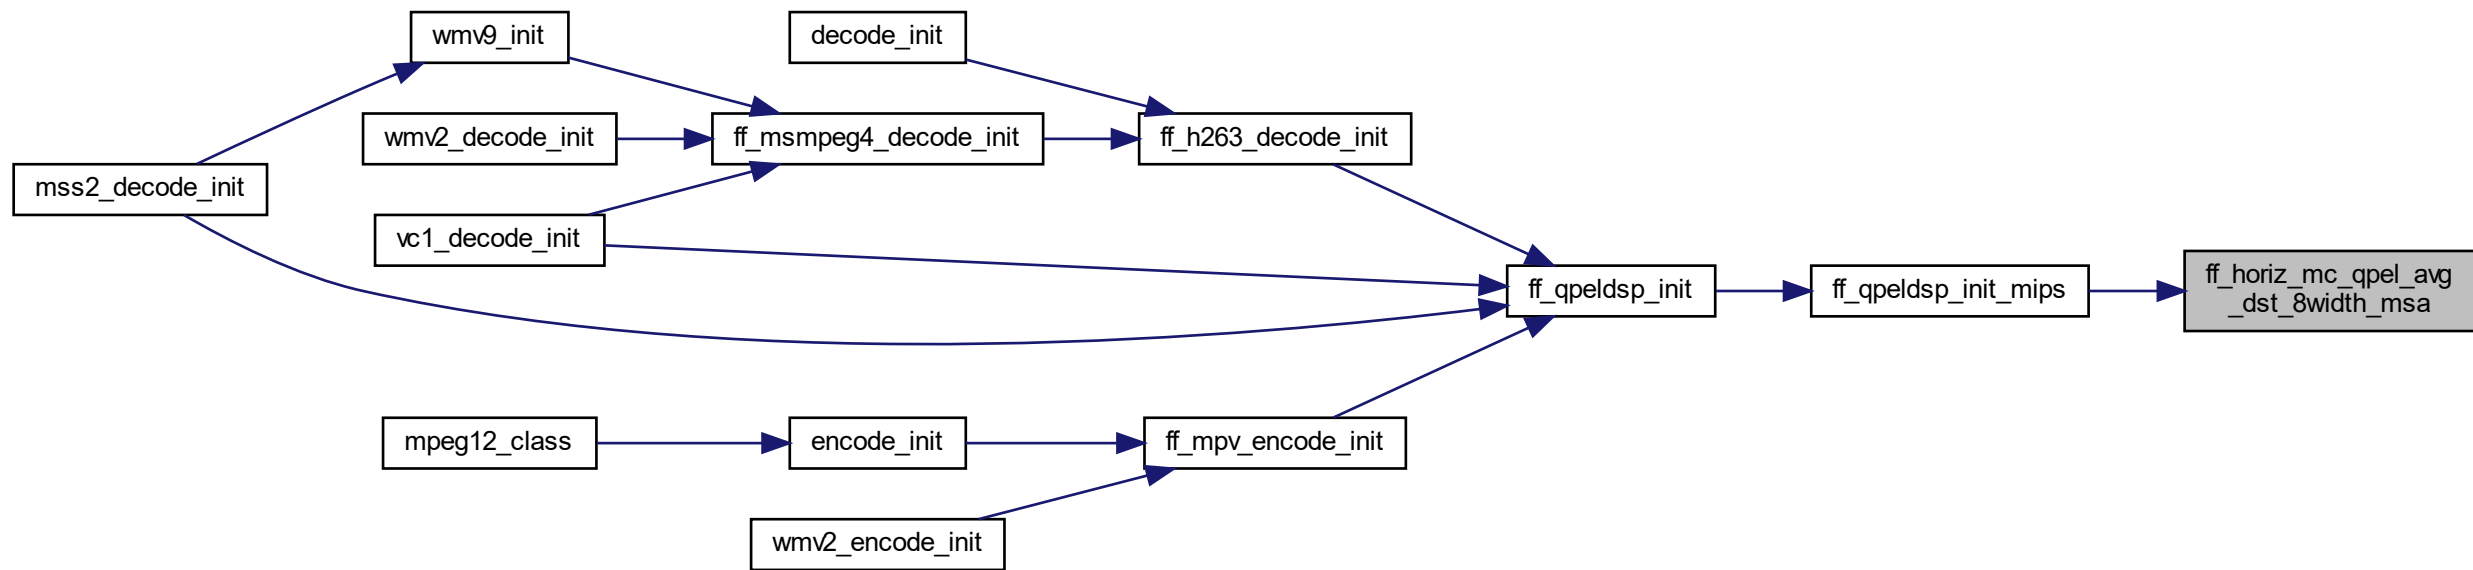 wmv9_init
decode_init
wmv2_decode_init
ff_msmpeg4_decode_init
ff_h263_decode_init
mss2_decode_init
vc1_decode_init
ff_qpeldsp_init
ff_qpeldsp_init_mips
ff_horiz_mc_qpel_avg
_dst_8width_msa
mpeg12_class
encode_init
ff_mpv_encode_init
wmv2_encode_init